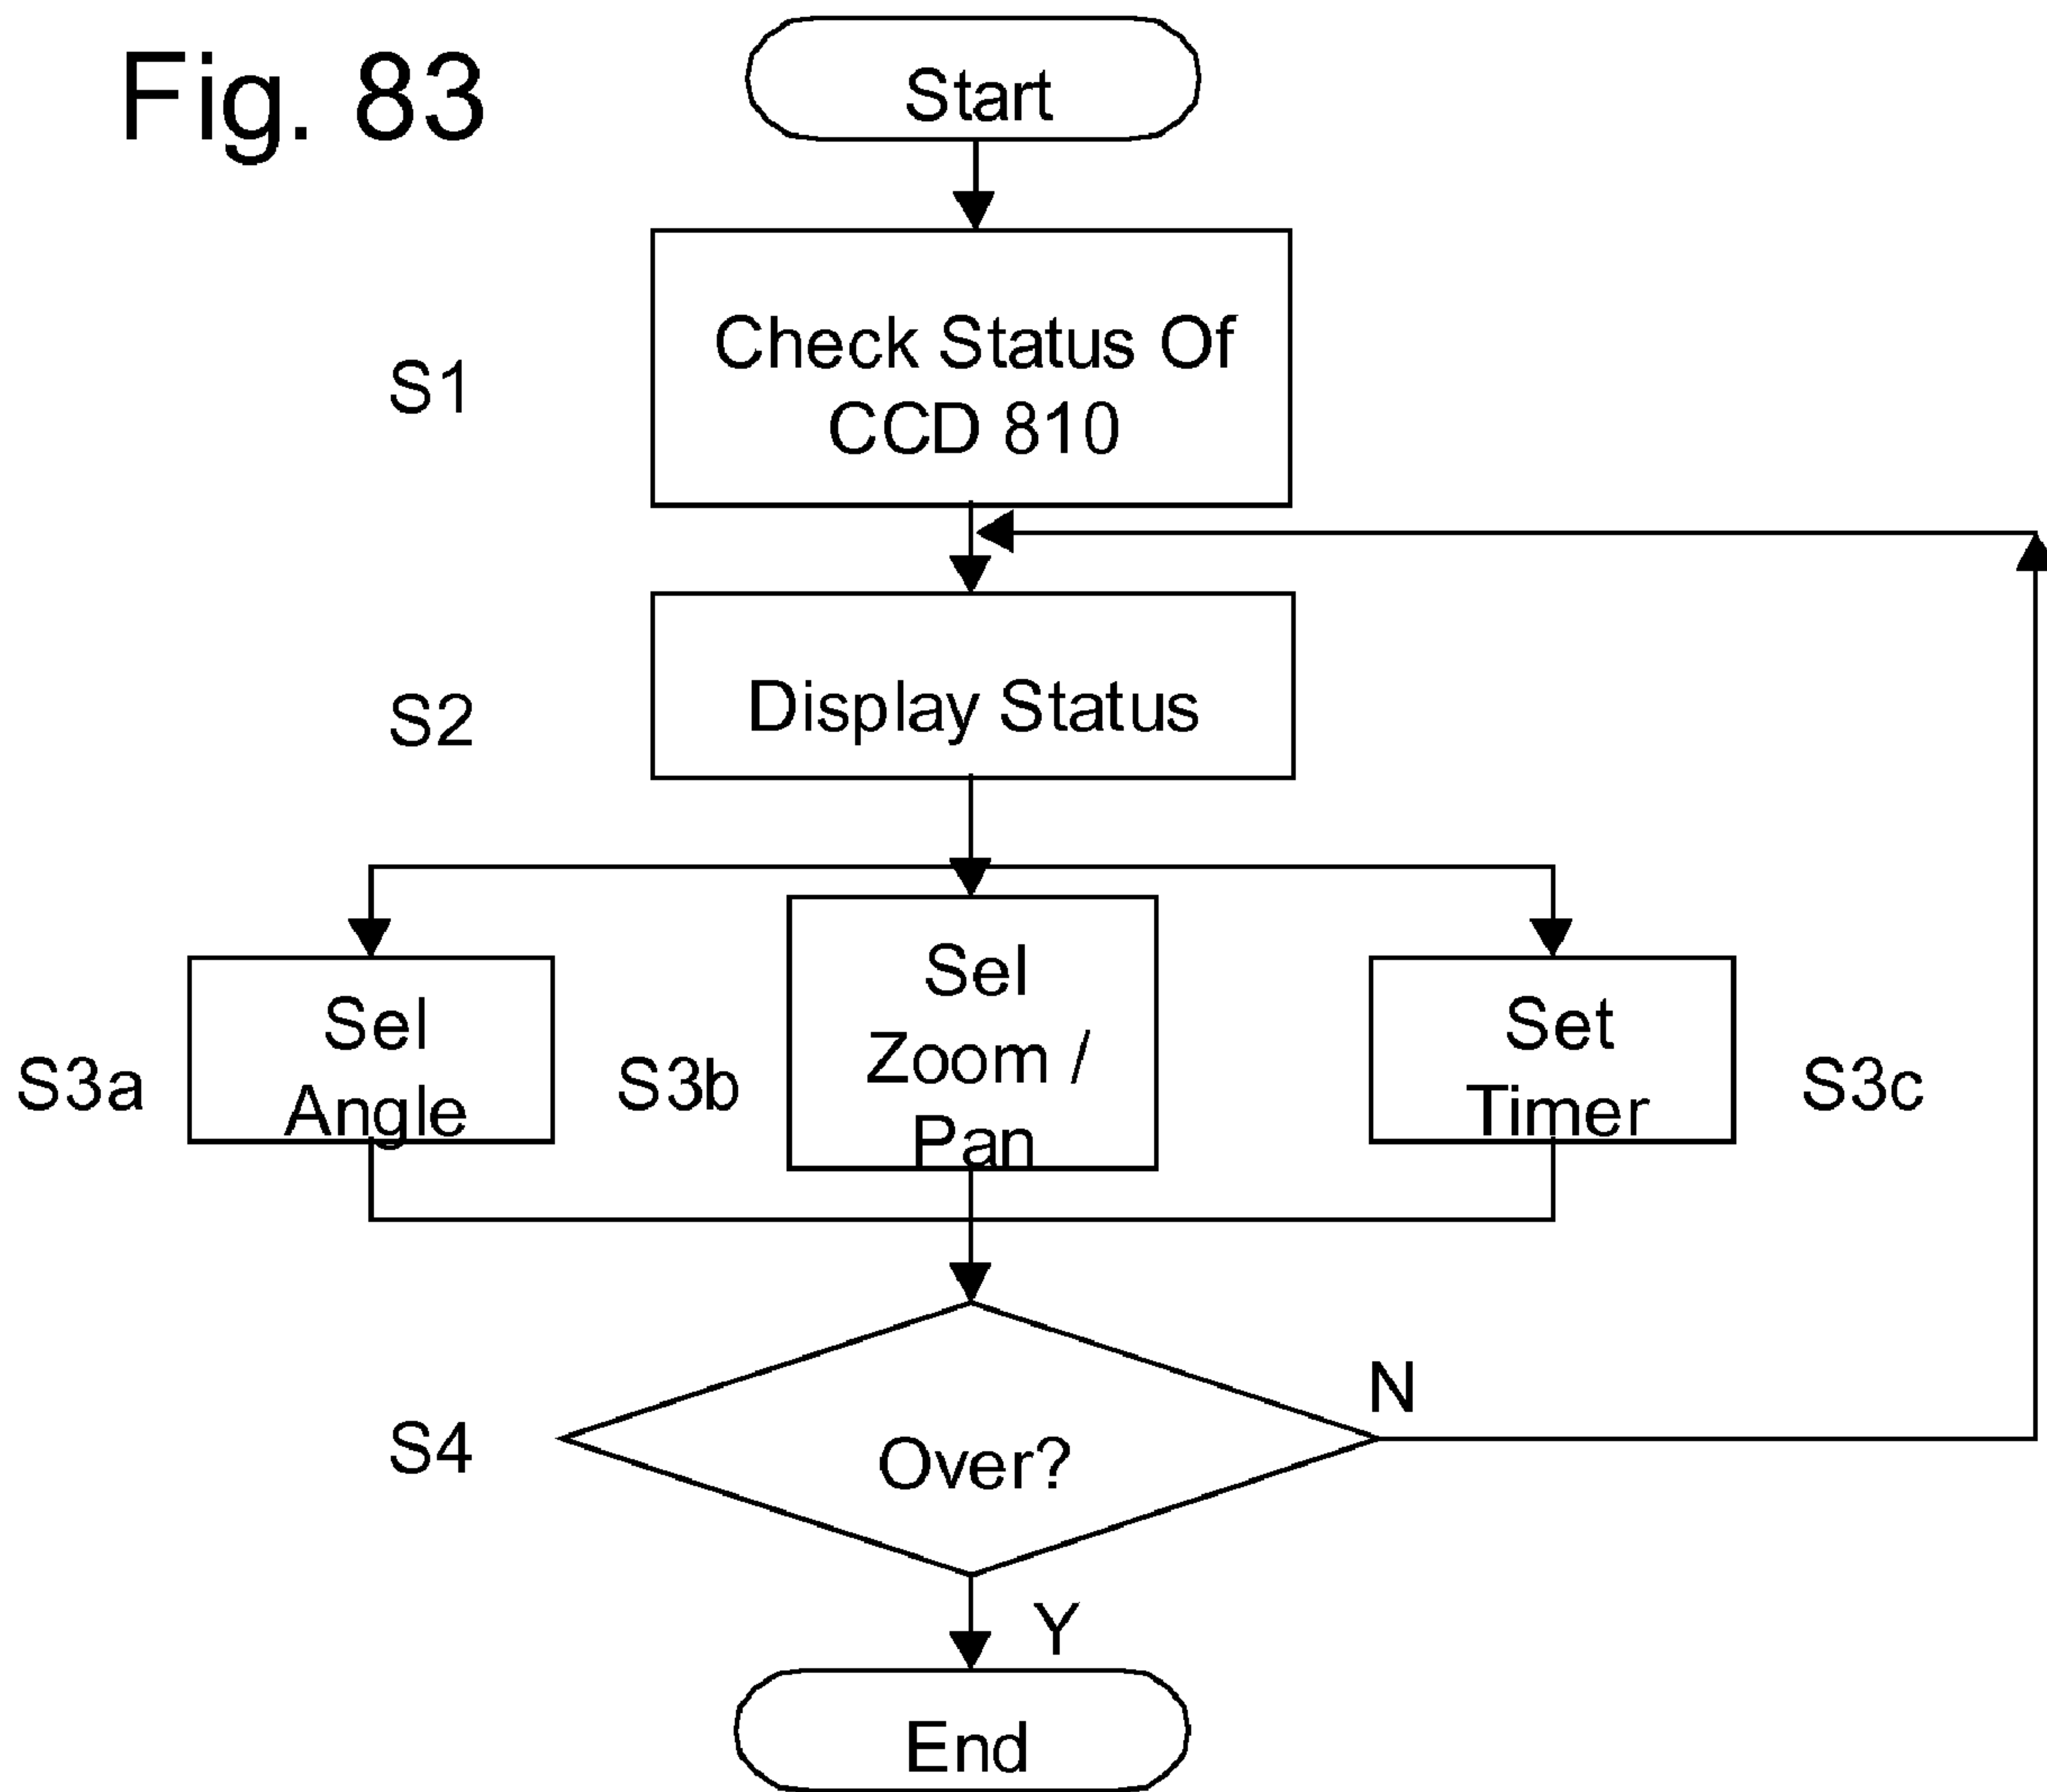 Fig. 83
Start
S1
Check Status Of
CCD 810
S2
Display Status
S3a
Sel
Angle
S3b
Sel
Zoom /
Pan
Set
Timer
S3c
S4
Over?
N
Y
End